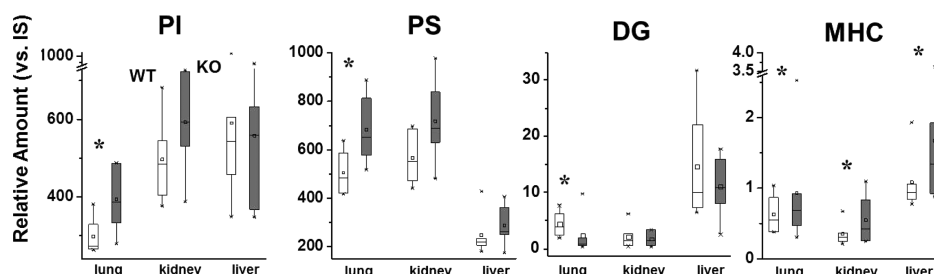 PI PS DG MHC
Relative Amount (vs. IS)
1000
600
400
WT KO
*
lung kidney liver
1000
800
600
400
200
*
lung kidney liver
30
20
10
0
*
lung kidney liver
4.0
3.5
2
1
0
* * *
lung kidney liver